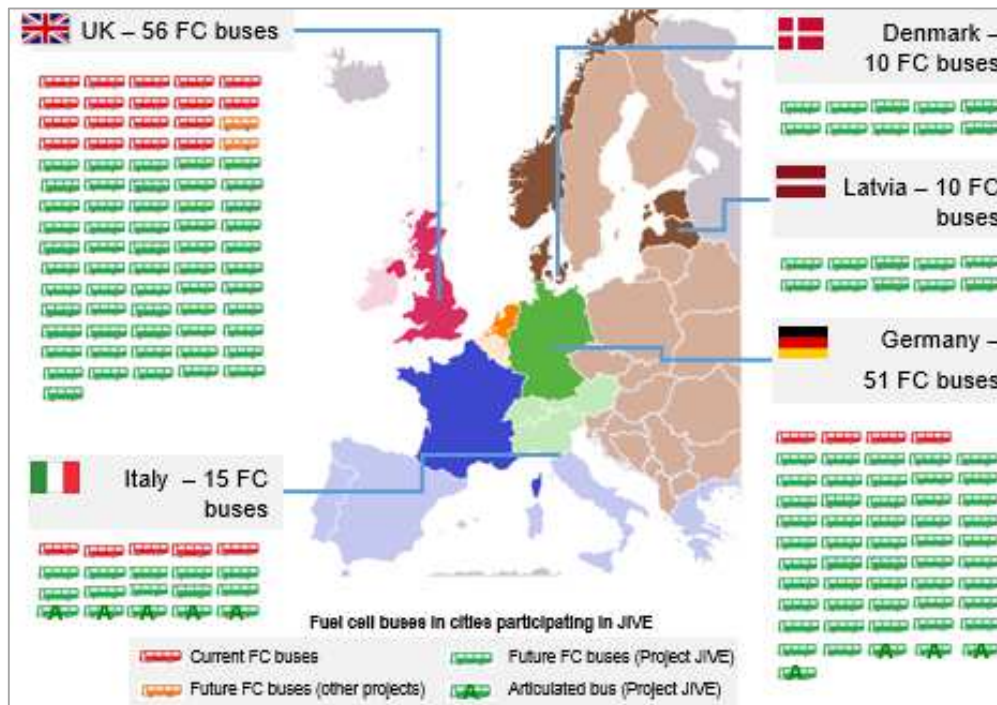 UK – 56 FC buses
Denmark –
10 FC buses
Latvia – 10 FC
buses
Germany –
51 FC buses
Italy – 15 FC
buses
A A A A A
A A A
A
Fuel cell buses in cities participating in JIVE
Current FC buses
Future FC buses (Project JIVE)
Future FC buses (other projects)
A Articulated bus (Project JIVE)